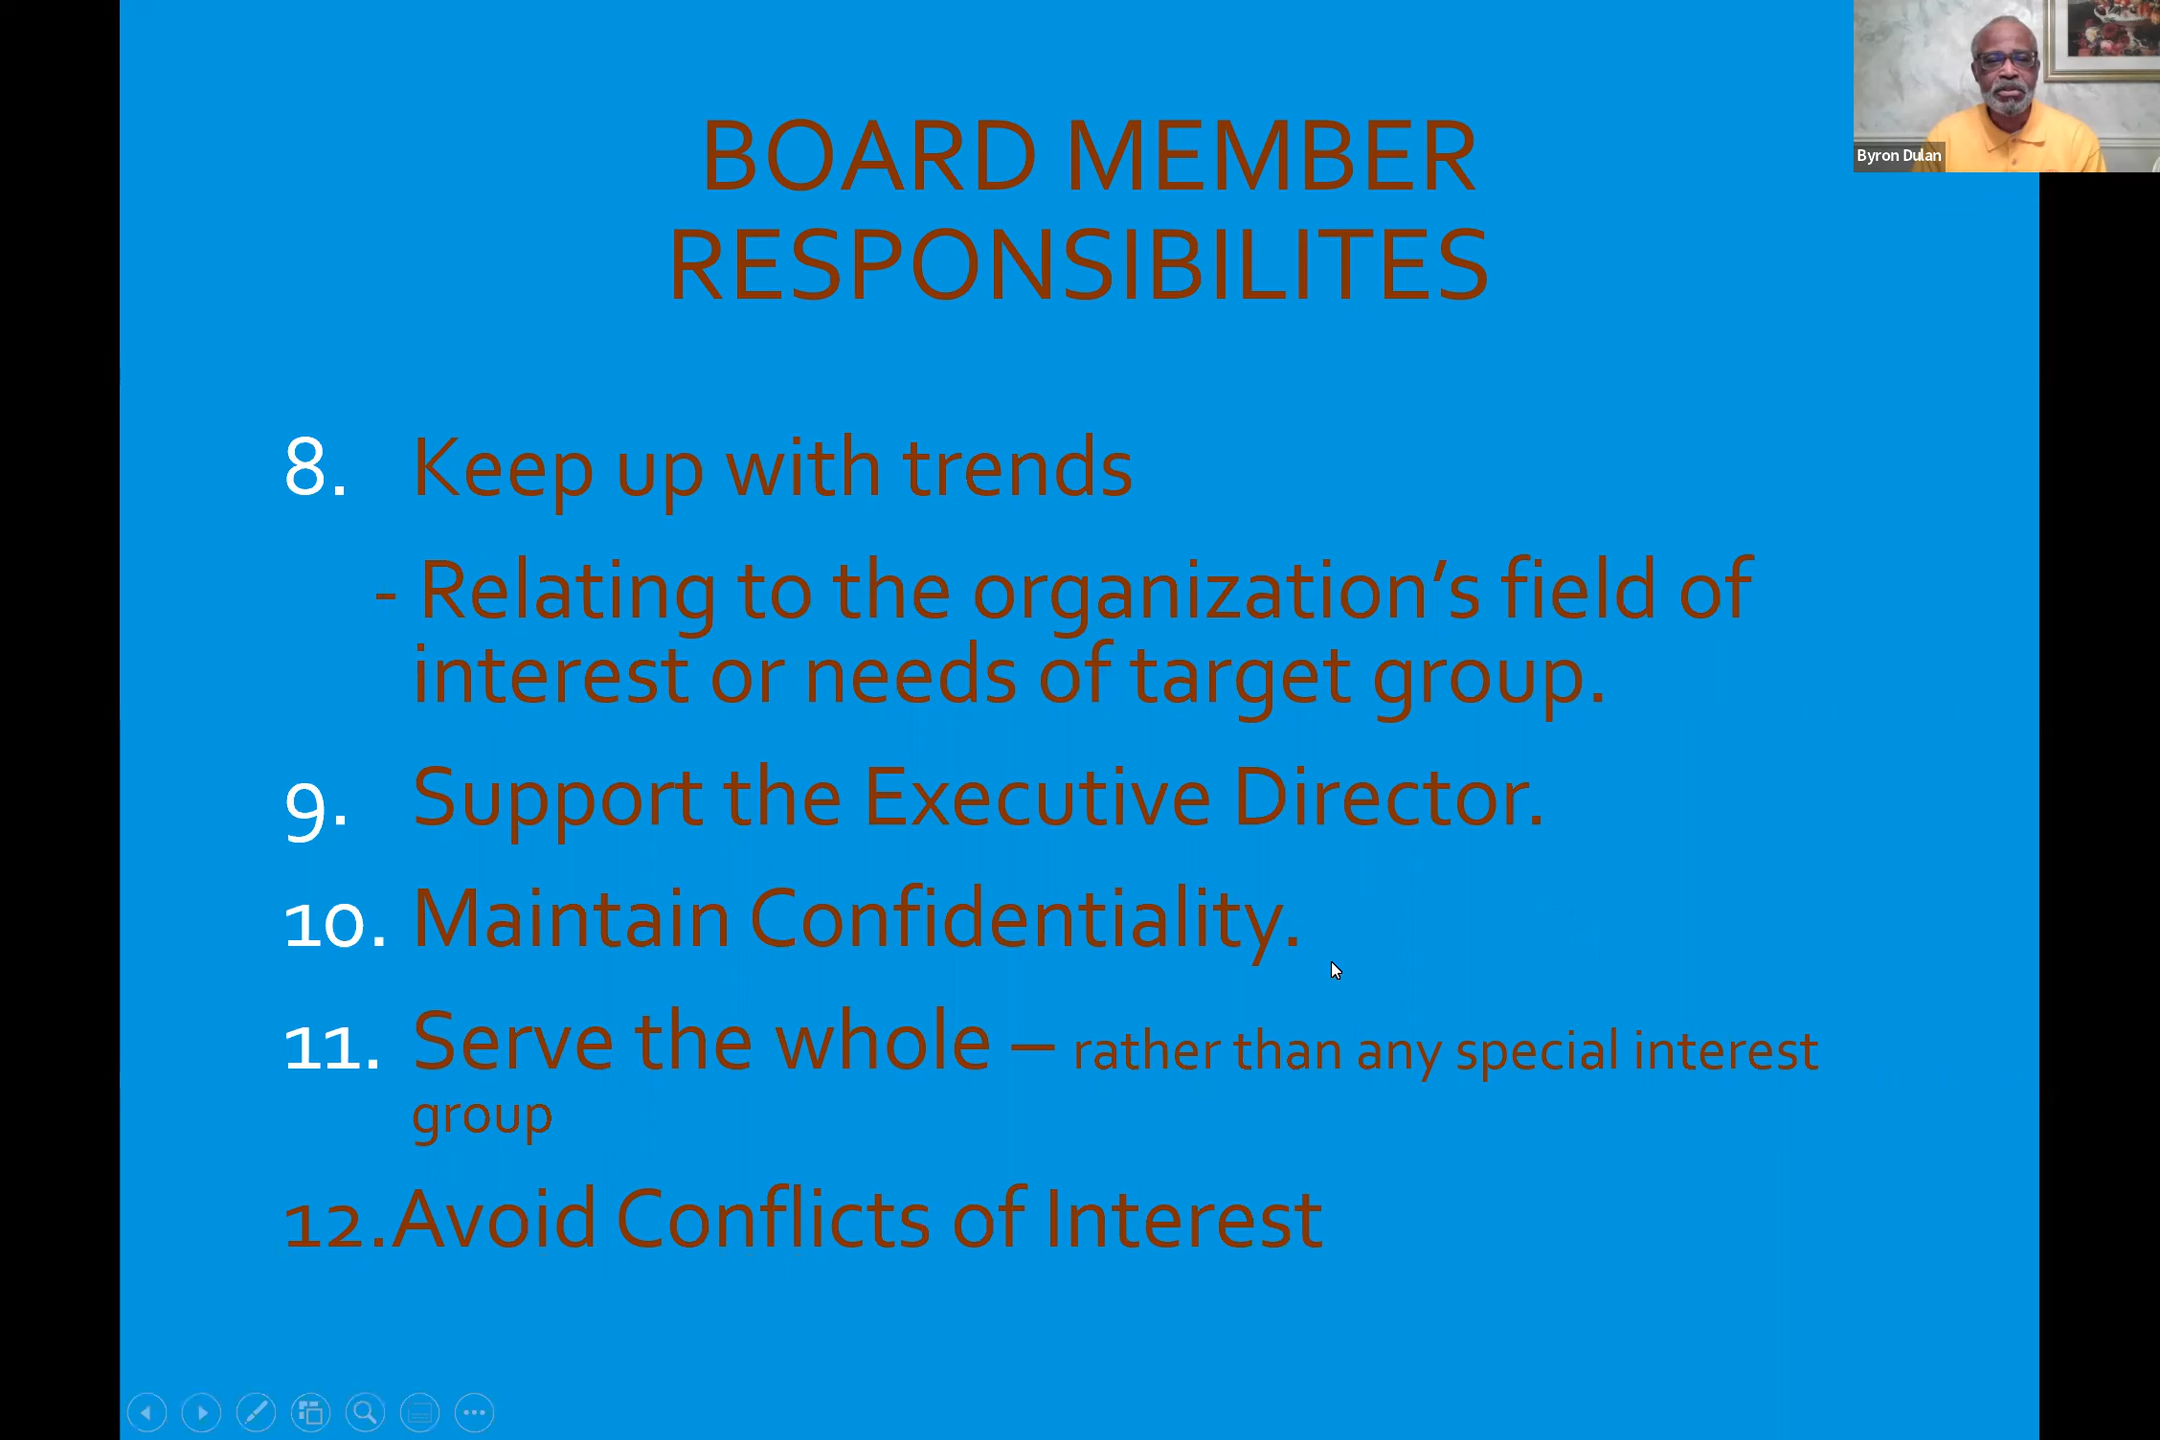 BOARD MEMBER
RESPONSIBILITES
8. Keep up with trends
- Relating to the organization’s field of
interest or needs of target group.
9. Support the Executive Director.
10. Maintain Confidentiality.
11. Serve the whole – rather than any special interest
group
12.Avoid Conflicts of Interest
Byron Dulan